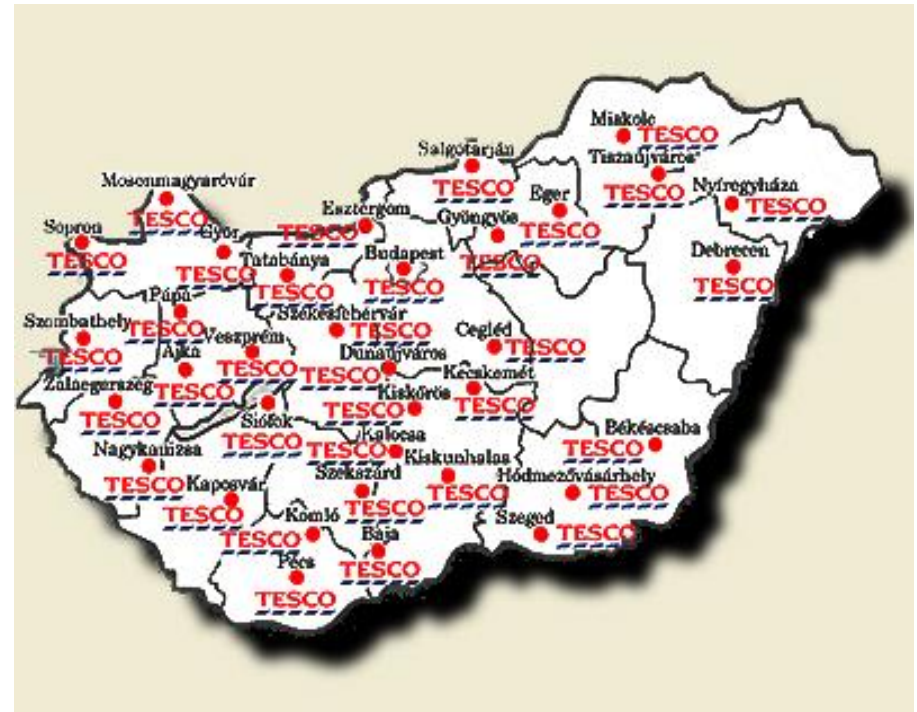 Miskolc
TESCO
Salgótarján
TESCO
Tiszaújváros
TESCO
Mosonmagyaróvár
TESCO
Eger
TESCO
Nyíregyháza
TESCO
Esztergom
TESCO
Gyöngyös
TESCO
Sopron
TESCO
Győr
TESCO
Tatabánya
TESCO
Budapest
TESCO
Debrecen
TESCO
Pápa
TESCO
Székesfehérvár
TESCO
Szombathely
TESCO
Veszprém
TESCO
Cegléd
TESCO
Ajka
TESCO
Dunaújváros
TESCO
Zalaegerszeg
TESCO
Kecskemét
TESCO
Kiskőrös
TESCO
Siófok
TESCO
Kalocsa
TESCO
Békéscsaba
TESCO
Nagykanizsa
TESCO
Kiskunhalas
TESCO
Kaposvár
TESCO
Szekszárd
TESCO
Hódmezővásárhely
TESCO
Komló
TESCO
Szeged
TESCO
Baja
TESCO
Pécs
TESCO